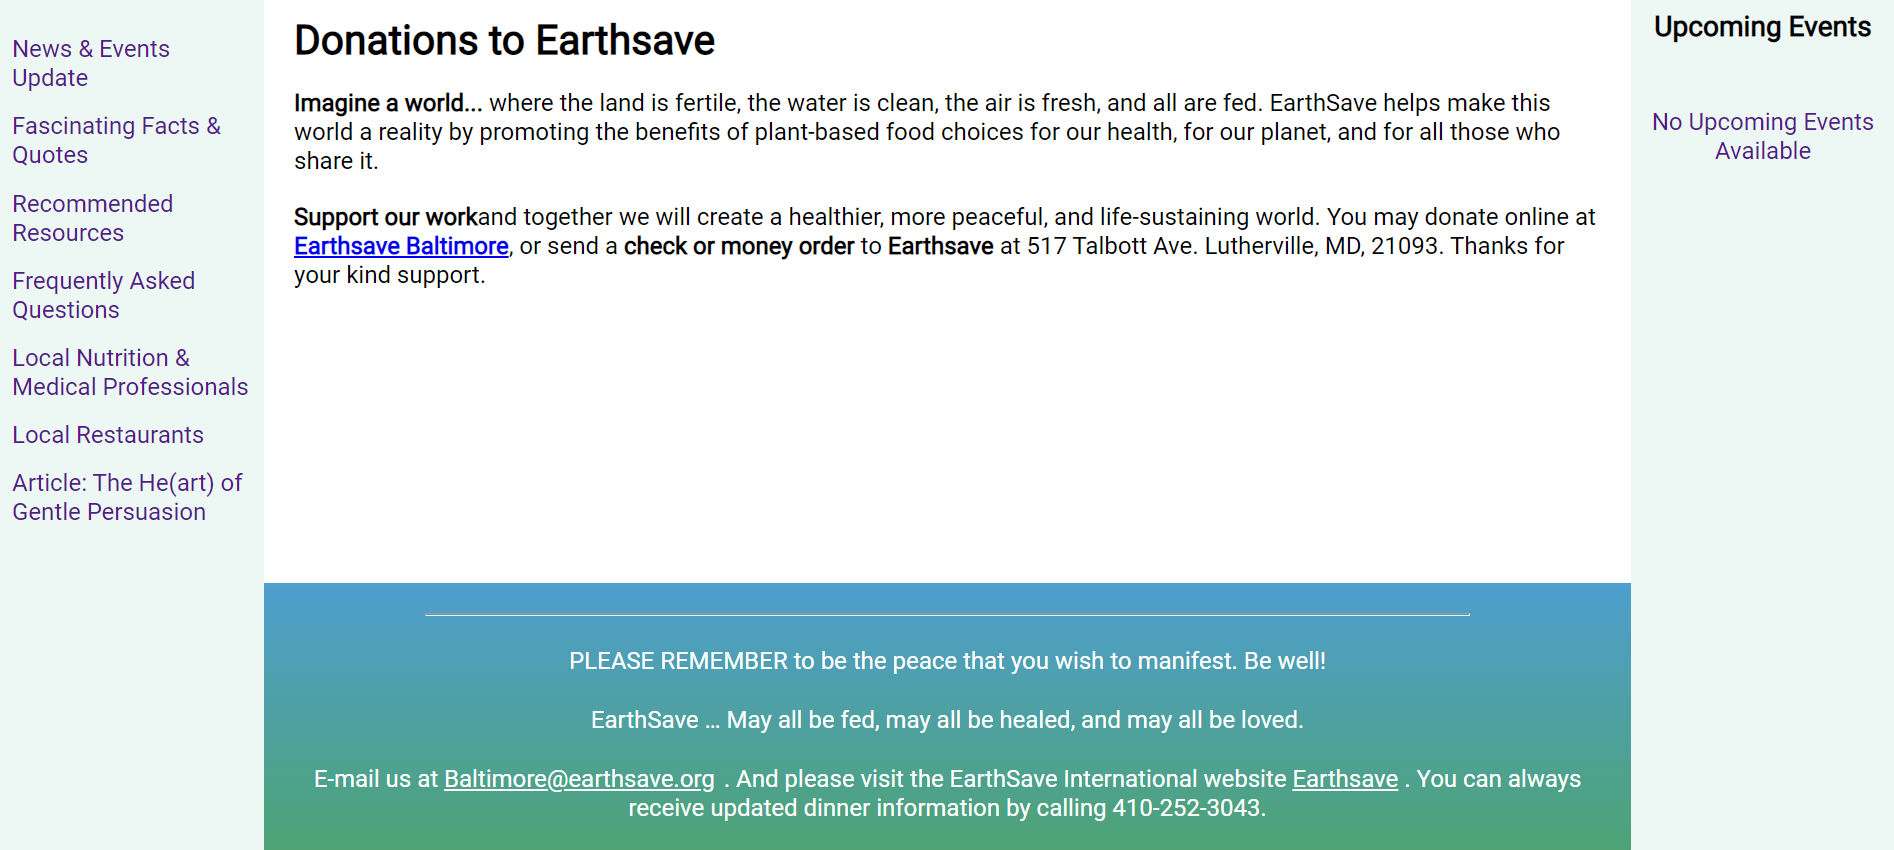 News & Events
Update
Fascinating Facts &
Quotes
Recommended
Resources
Frequently Asked
Questions
Local Nutrition &
Medical Professionals
Local Restaurants
Article: The He(art) of
Gentle Persuasion
Donations to Earthsave
Imagine a world... where the land is fertile, the water is clean, the air is fresh, and all are fed. EarthSave helps make this
world a reality by promoting the benefits of plant-based food choices for our health, for our planet, and for all those who
share it.
Support our workand together we will create a healthier, more peaceful, and life-sustaining world. You may donate online at
Earthsave Baltimore, or send a check or money order to Earthsave at 517 Talbott Ave. Lutherville, MD, 21093. Thanks for
your kind support.
PLEASE REMEMBER to be the peace that you wish to manifest. Be well!
EarthSave ... May all be fed, may all be healed, and may all be loved.
E-mail us at Baltimore@earthsave.org . And please visit the EarthSave International website Earthsave . You can always
receive updated dinner information by calling 410-252-3043.
Upcoming Events
No Upcoming Events
Available